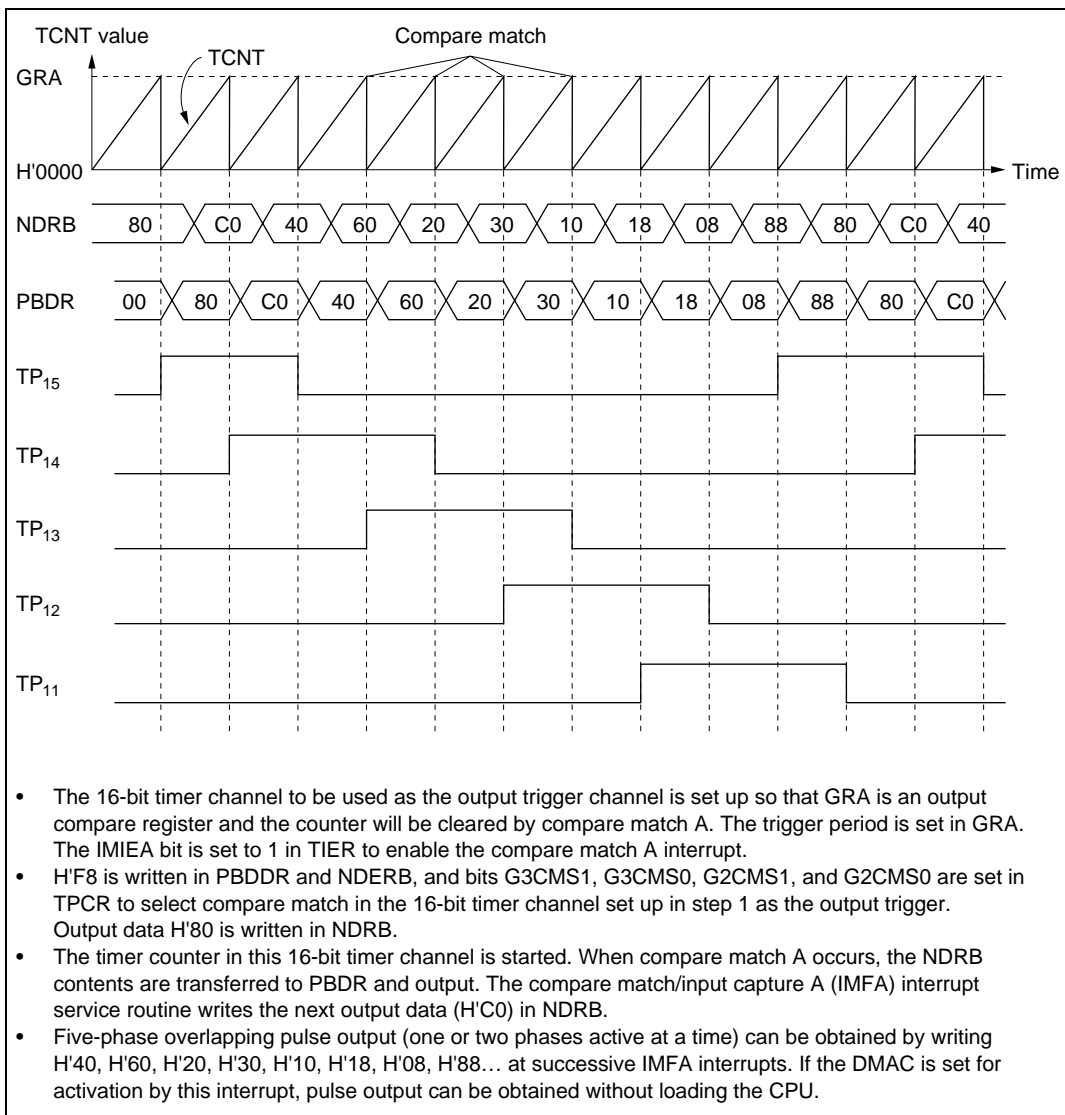 TCNT value
Compare match
TCNT
GRA
H'0000
Time
NDRB 80 C0 40 60 20 30 10 18 08 88 80 C0 40
PBDR 00 80 C0 40 60 20 30 10 18 08 88 80 C0
TP15
TP14
TP13
TP12
TP11
• The 16-bit timer channel to be used as the output trigger channel is set up so that GRA is an output
compare register and the counter will be cleared by compare match A. The trigger period is set in GRA.
The IMIEA bit is set to 1 in TIER to enable the compare match A interrupt.
• H'F8 is written in PBDDR and NDERB, and bits G3CMS1, G3CMS0, G2CMS1, and G2CMS0 are set in
TPCR to select compare match in the 16-bit timer channel set up in step 1 as the output trigger.
Output data H'80 is written in NDRB.
• The timer counter in this 16-bit timer channel is started. When compare match A occurs, the NDRB
contents are transferred to PBDR and output. The compare match/input capture A (IMFA) interrupt
service routine writes the next output data (H'C0) in NDRB.
• Five-phase overlapping pulse output (one or two phases active at a time) can be obtained by writing
H'40, H'60, H'20, H'30, H'10, H'18, H'08, H'88… at successive IMFA interrupts. If the DMAC is set for
activation by this interrupt, pulse output can be obtained without loading the CPU.